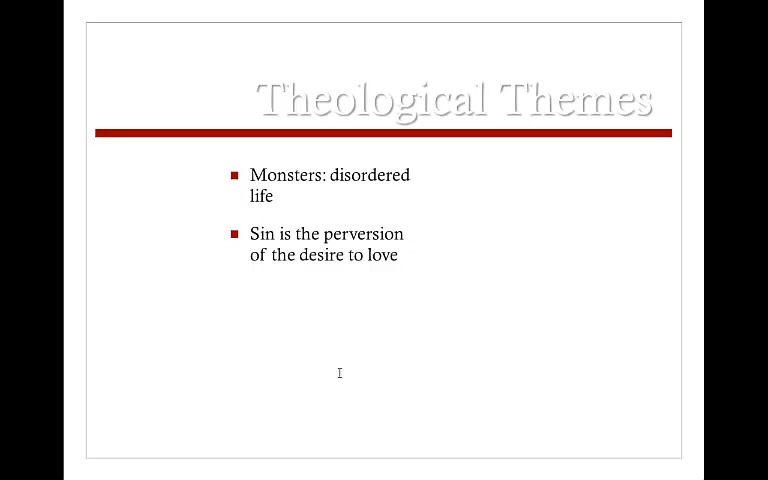 Theological Themes
Monsters: disordered
life
Sin is the perversion
of the desire to love